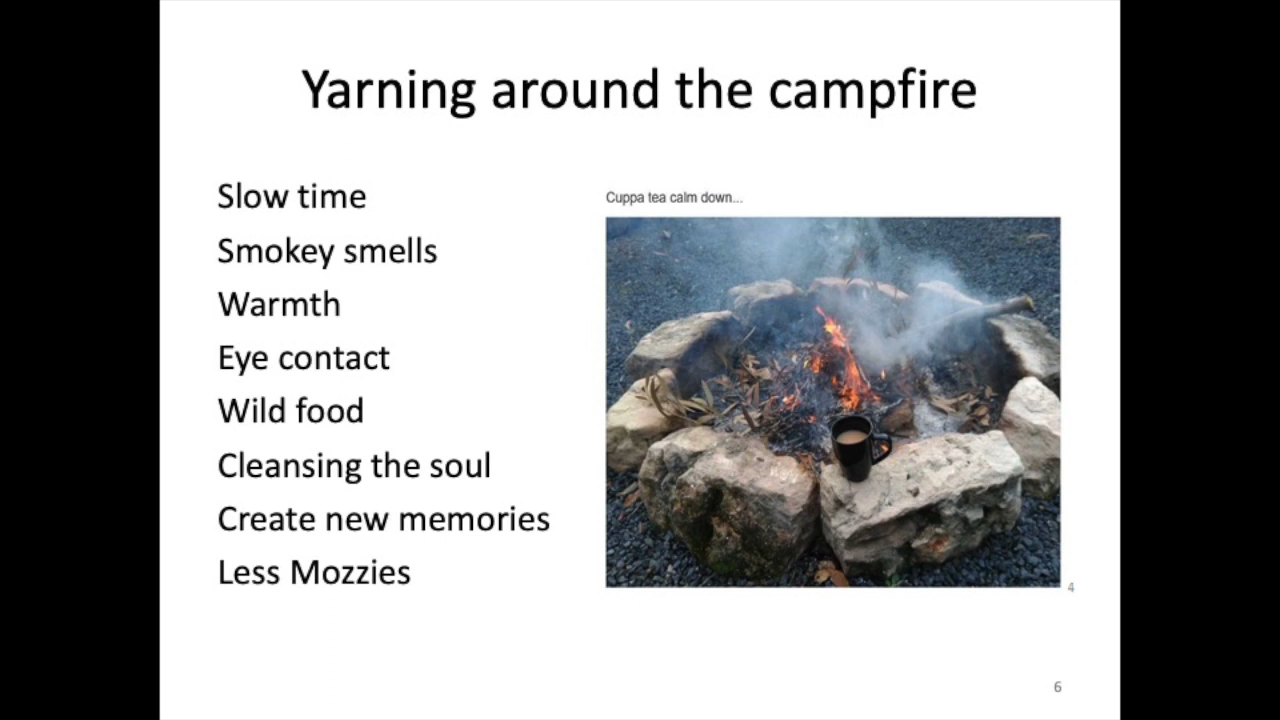 Yarning around the campfire
Slow time
Smokey smells
Warmth
Eye contact
Wild food
Cleansing the soul
Create new memories
Less Mozzies
Cuppa tea calm down...
4
6